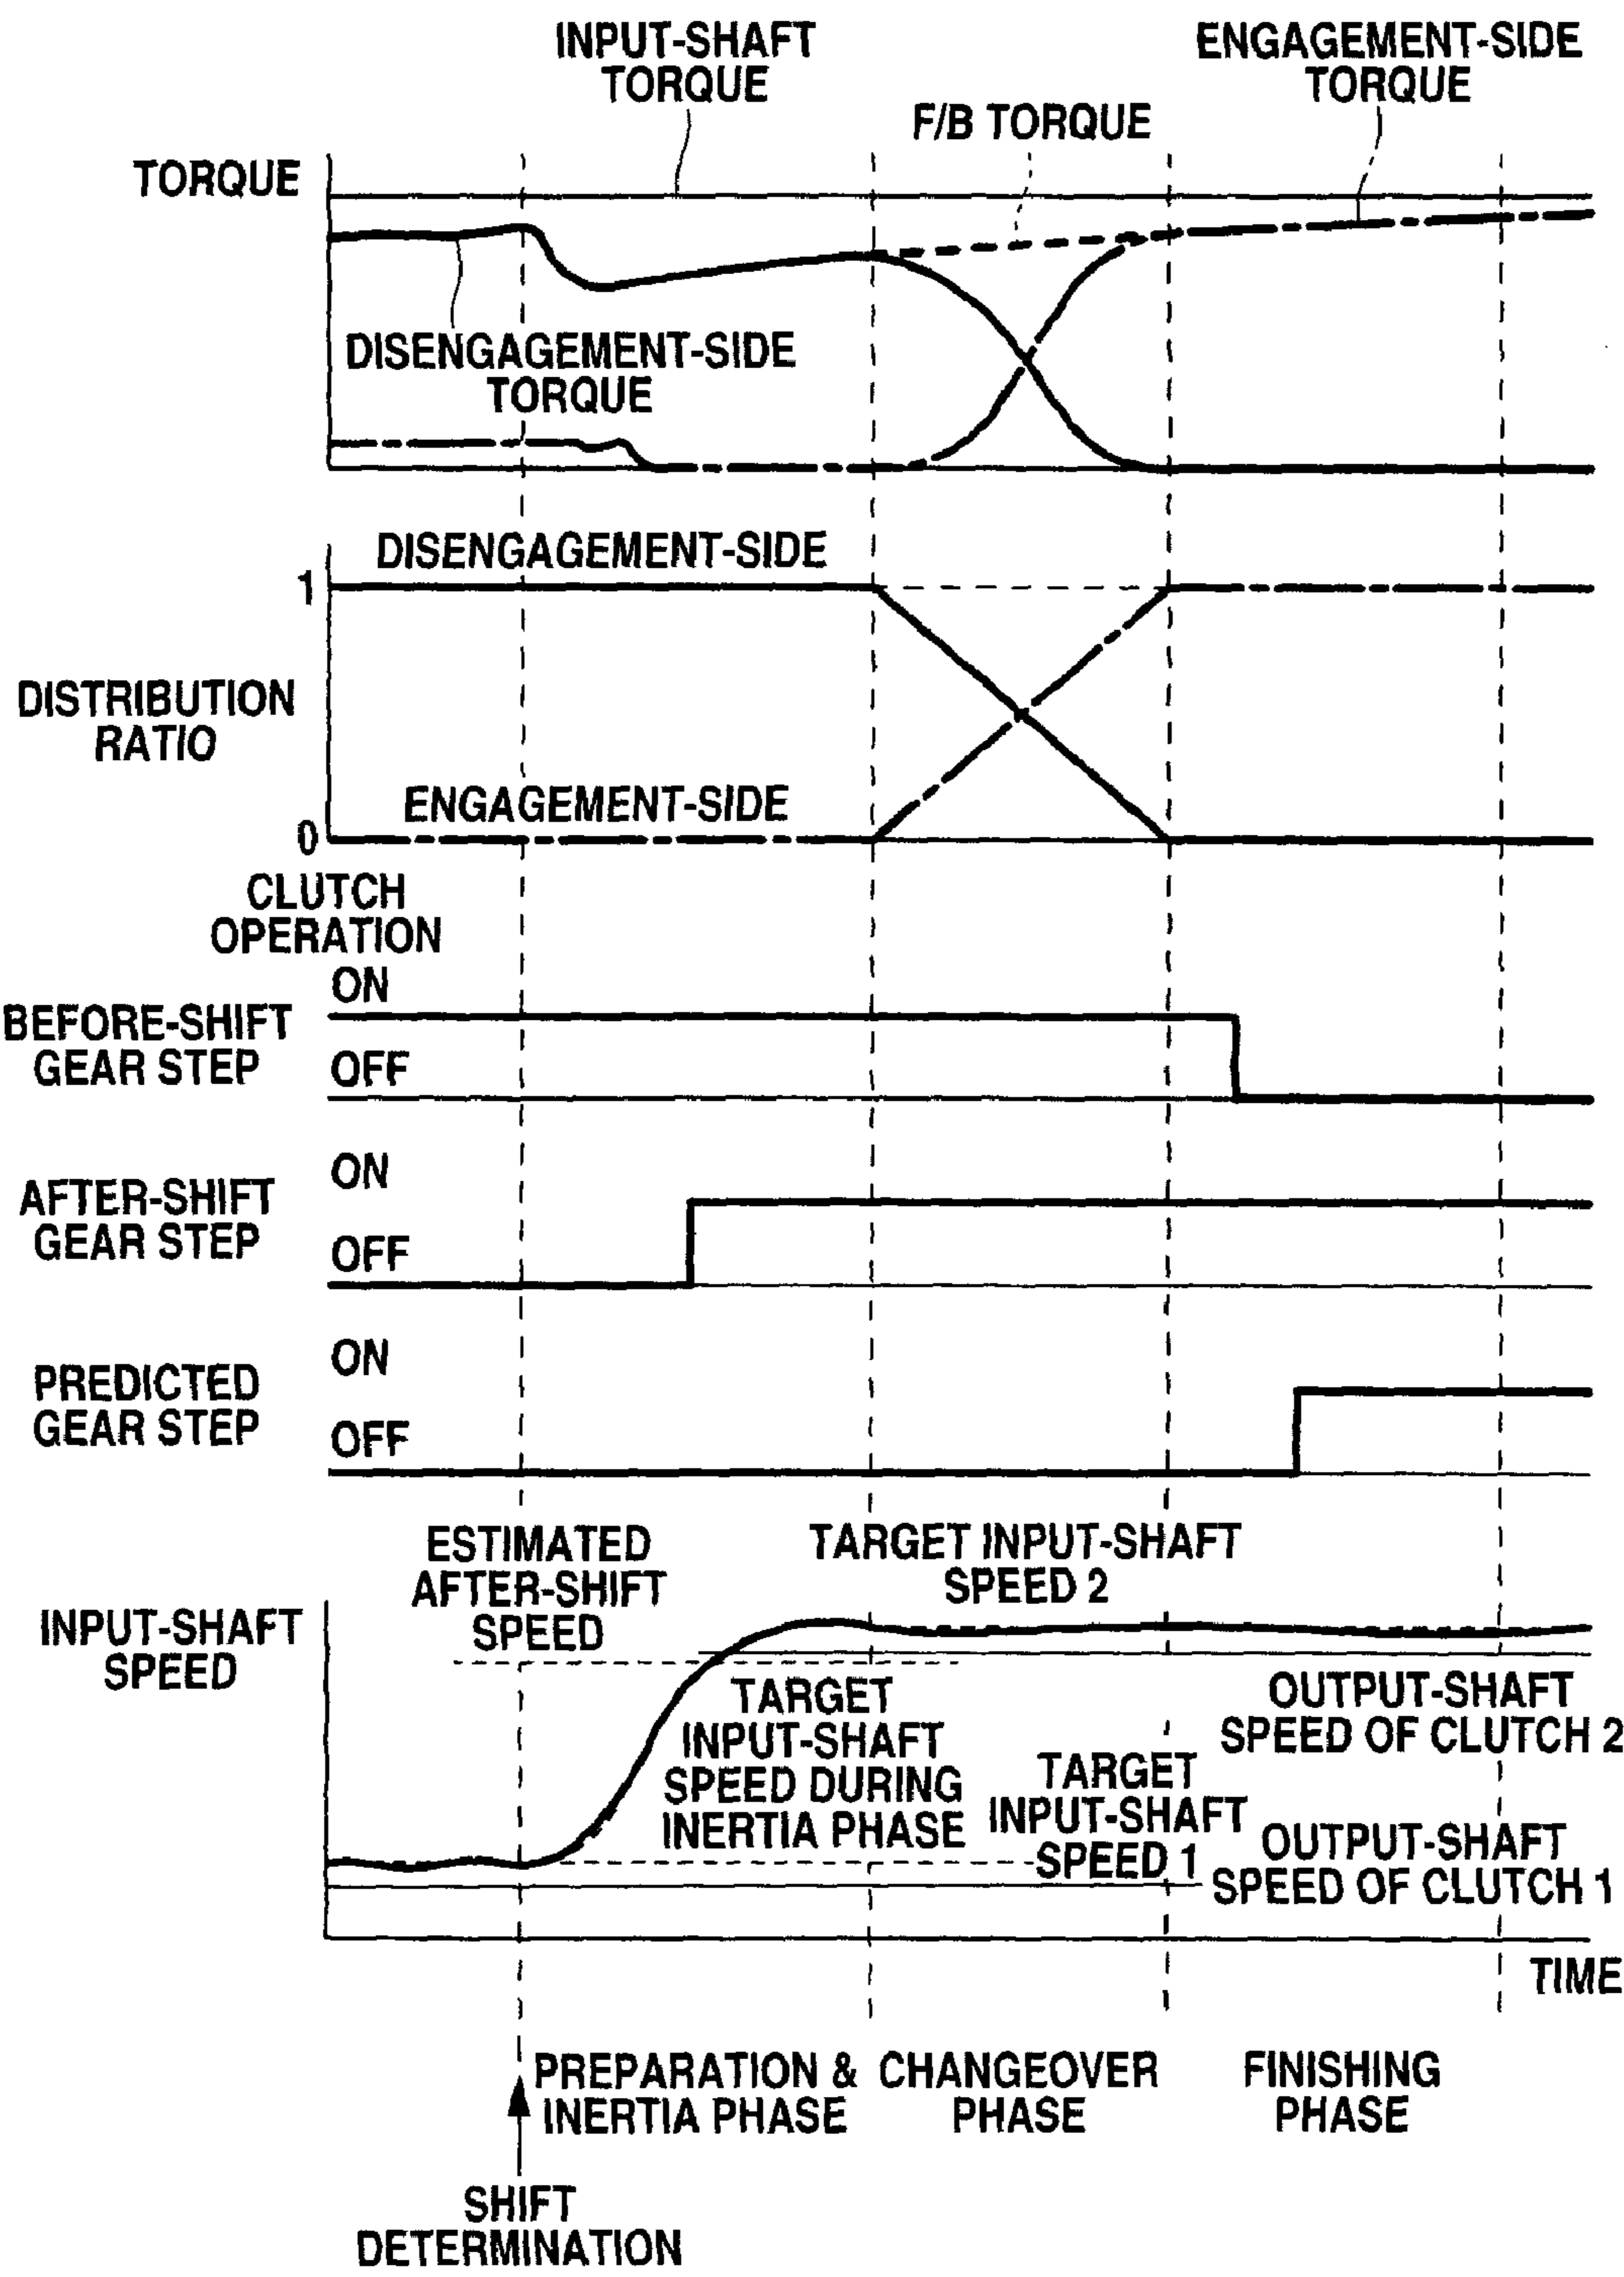 INPUT-SHAFT
TORQUE
ENGAGEMENT-SIDE
TORQUE
F/B TORQUE
TORQUE
DISENGAGEMENT-SIDE
TORQUE
DISENGAGEMENT-SIDE
1
DISTRIBUTION
RATIO
ENGAGEMENT-SIDE
0
CLUTCH
OPERATION
ON
BEFORE-SHIFT
GEAR STEP
OFF
ON
AFTER-SHIFT
GEAR STEP
OFF
ON
PREDICTED
GEAR STEP
OFF
ESTIMATED
AFTER-SHIFT
SPEED
TARGET INPUT-SHAFT
SPEED 2
INPUT-SHAFT
SPEED
TARGET
INPUT-SHAFT
SPEED DURING
INERTIA PHASE
OUTPUT-SHAFT
SPEED OF CLUTCH 2
TARGET
INPUT-SHAFT
SPEED 1
OUTPUT-SHAFT
SPEED OF CLUTCH 1
TIME
PREPARATION &
INERTIA PHASE
CHANGEOVER
PHASE
FINISHING
PHASE
SHIFT
DETERMINATION